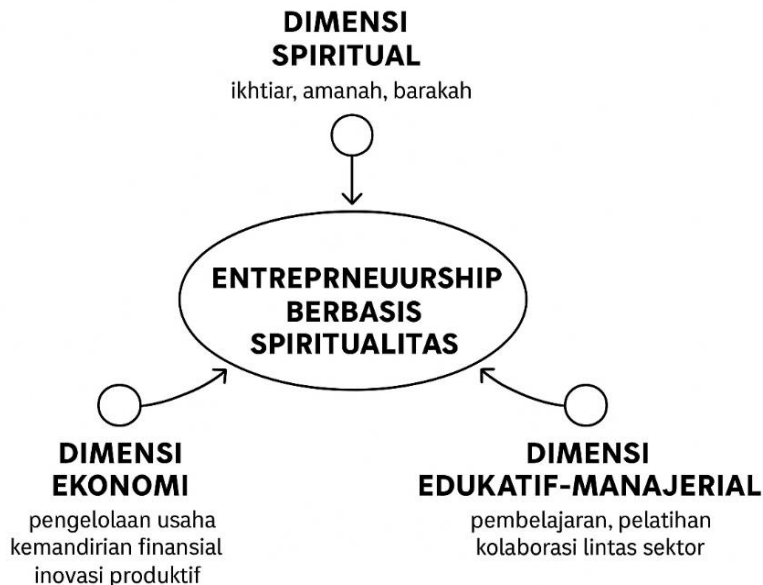 DIMENSI
SPIRITUAL
ikhtiar, amanah, barakah
ENTREPRNEUURSHIP
BERBASIS
SPIRITUALITAS
DIMENSI
EKONOMI
pengelolaan usaha
kemandirian finansial
inovasi produktif
DIMENSI
EDUKATIF-MANAJERIAL
pembelajaran, pelatihan
kolaborasi lintas sektor